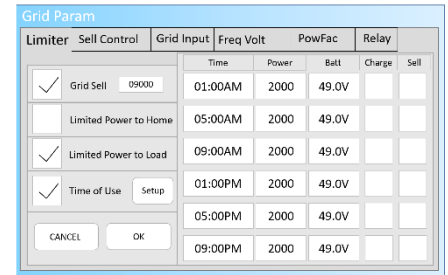 Grid Param
Limiter Sell Control Grid Input Freq Volt PowFac Relay
Time Power Batt Charge Sell
Grid Sell 09000
01:00AM 2000 49.0V
Limited Power to Home
05:00AM 2000 49.0V
Limited Power to Load
09:00AM 2000 49.0V
Time of Use Setup
01:00PM 2000 49.0V
05:00PM 2000 49.0V
CANCEL OK
09:00PM 2000 49.0V